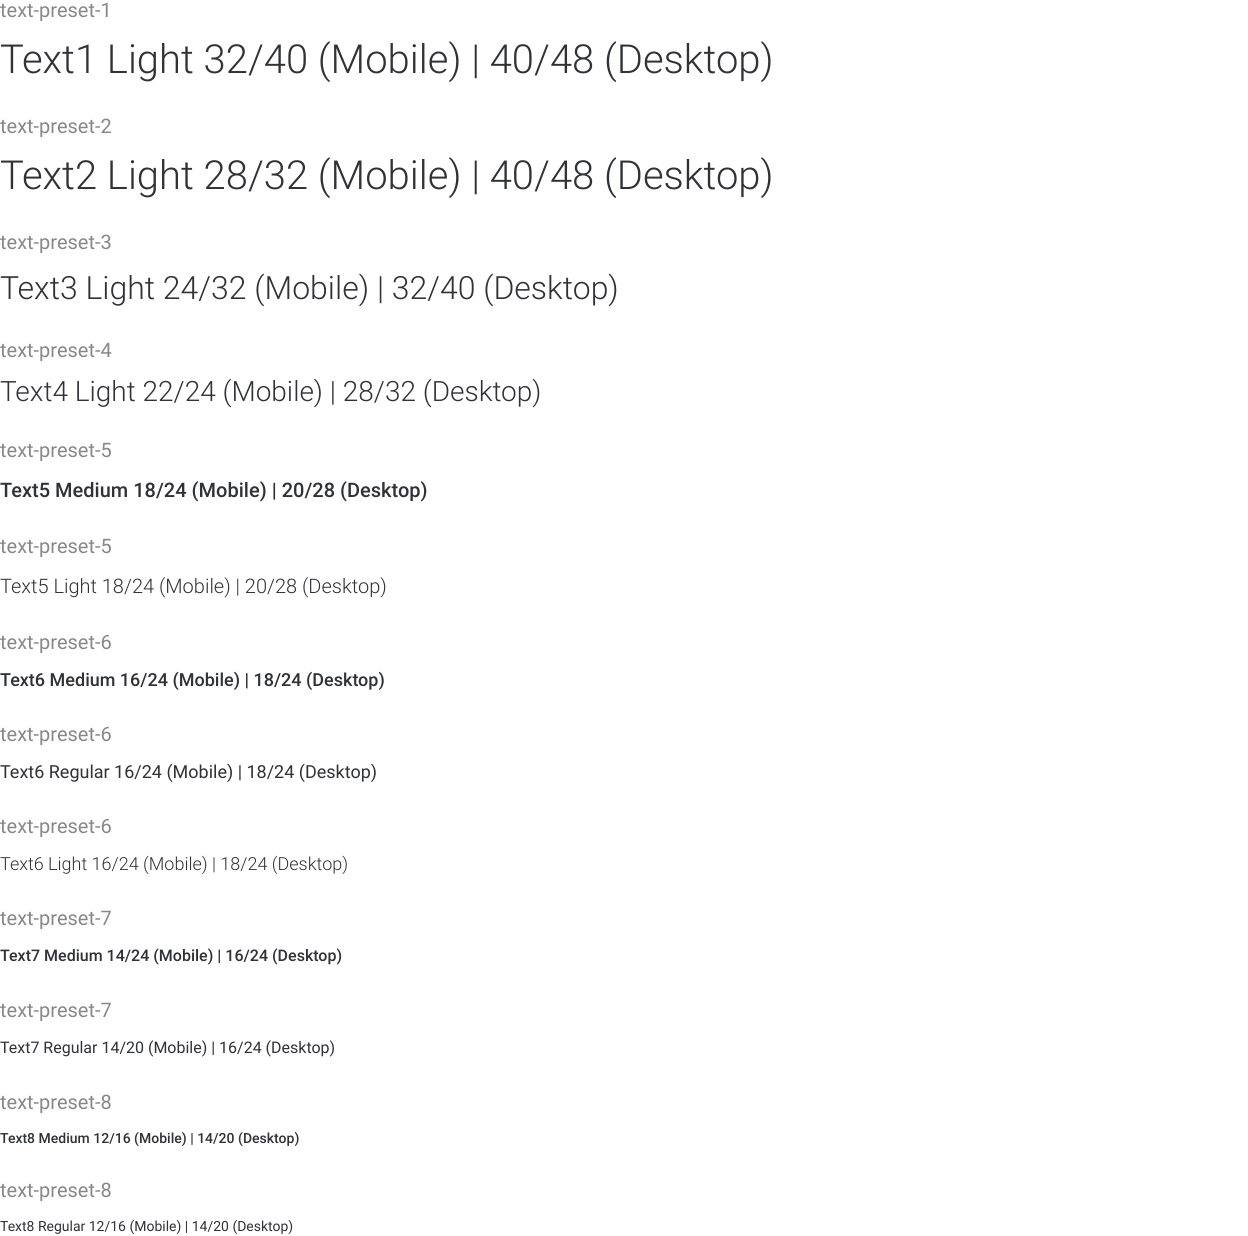 text-preset-1
Text1 Light 32/40 (Mobile) | 40/48 (Desktop)
text-preset-2
Text2 Light 28/32 (Mobile) | 40/48 (Desktop)
text-preset-3
Text3 Light 24/32 (Mobile) | 32/40 (Desktop)
text-preset-4
Text4 Light 22/24 (Mobile) | 28/32 (Desktop)
text-preset-5
Text5 Medium 18/24 (Mobile) | 20/28 (Desktop)
text-preset-5
Text5 Light 18/24 (Mobile) | 20/28 (Desktop)
text-preset-6
Text6 Medium 16/24 (Mobile) | 18/24 (Desktop)
text-preset-6
Text6 Regular 16/24 (Mobile) | 18/24 (Desktop)
text-preset-6
Text6 Light 16/24 (Mobile) | 18/24 (Desktop)
text-preset-7
Text7 Medium 14/24 (Mobile) | 16/24 (Desktop)
text-preset-7
Text7 Regular 14/20 (Mobile) | 16/24 (Desktop)
text-preset-8
Text8 Medium 12/16 (Mobile) | 14/20 (Desktop)
text-preset-8
Text8 Regular 12/16 (Mobile) | 14/20 (Desktop)